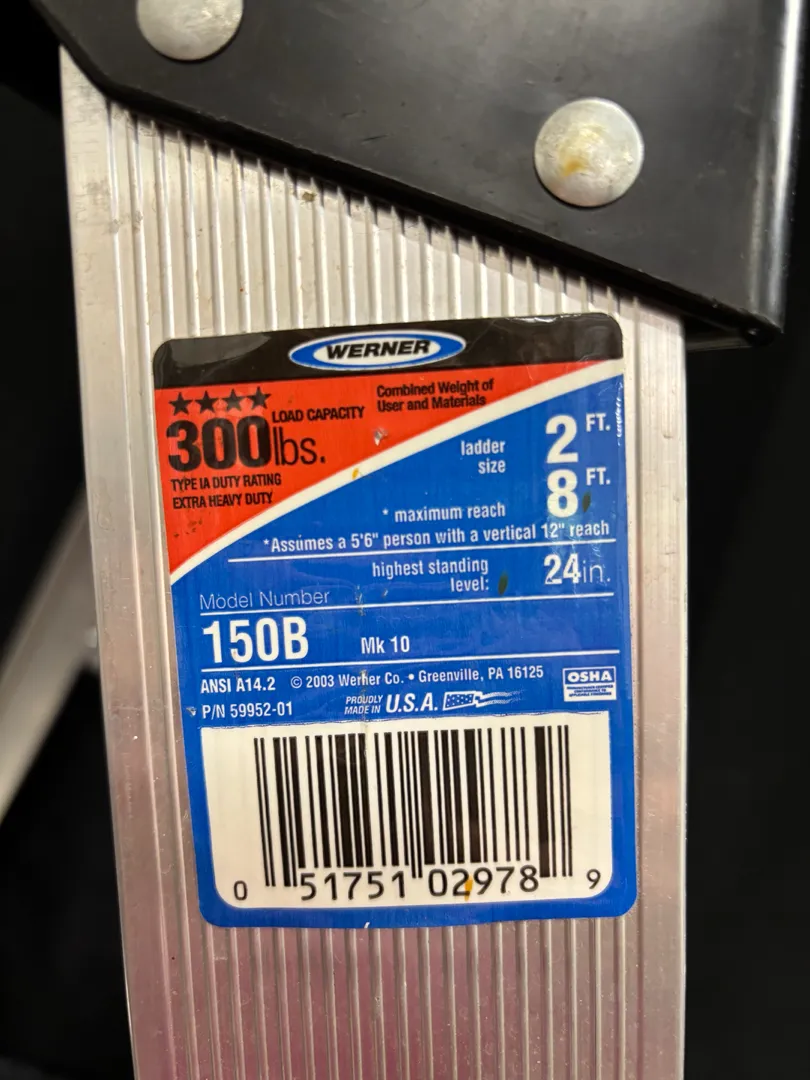 WERNER
★★★★ LOAD CAPACITY
300lbs.
Combined Weight of
User and Materials
TYPE IA DUTY RATING
EXTRA HEAVY DUTY
ladder
size
2 FT.
8 FT.
* maximum reach
*Assumes a 5'6" person with a vertical 12" reach
highest standing
level:
24in.
Model Number
150B Mk 10
ANSI A14.2 © 2003 Werner Co. • Greenville, PA 16125
P/N 59952-01
PROUDLY
MADE IN U.S.A.
OSHA
0 51751 02978 9